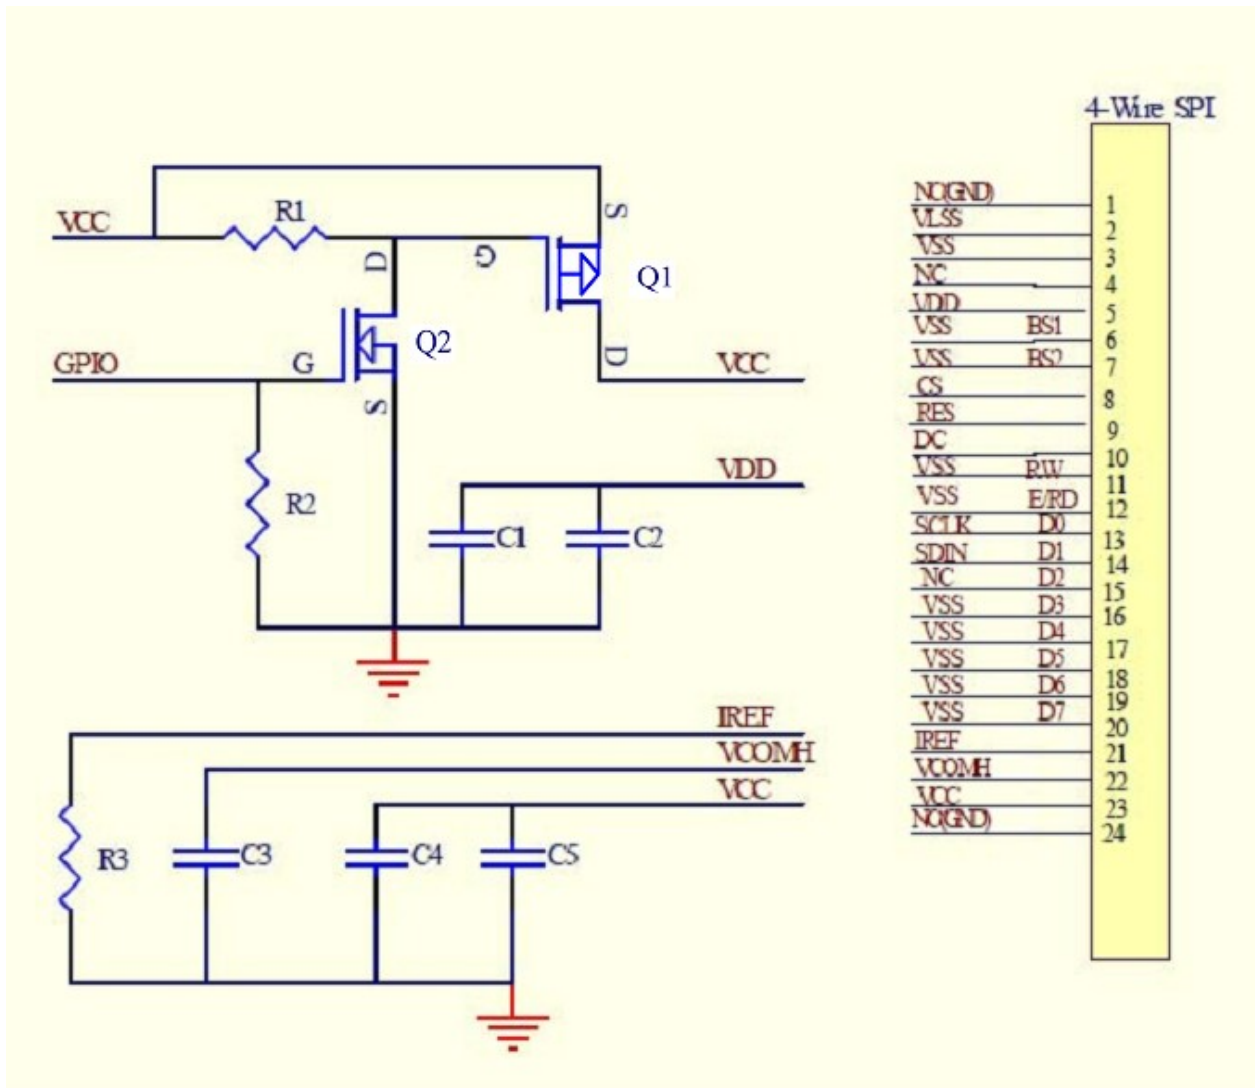 4-Wire SPI
R1
VCC
S
D
G
Q1
Q2
GPIO
G
D
VCC
S
VDD
R2
C1
C2
IREF
VCOMH
VCC
R3
C3
C4
C5
NC(GND) 1
VLSS 2
VSS 3
NC 4
VDD 5
VSS BS1 6
VSS BS2 7
CS 8
RES 9
DC 10
VSS RW 11
VSS E/RD 12
SCLK D0 13
SDIN D1 14
NC D2 15
VSS D3 16
VSS D4 17
VSS D5 18
VSS D6 19
VSS D7 20
IREF 21
VCOMH 22
VCC 23
NC(GND) 24